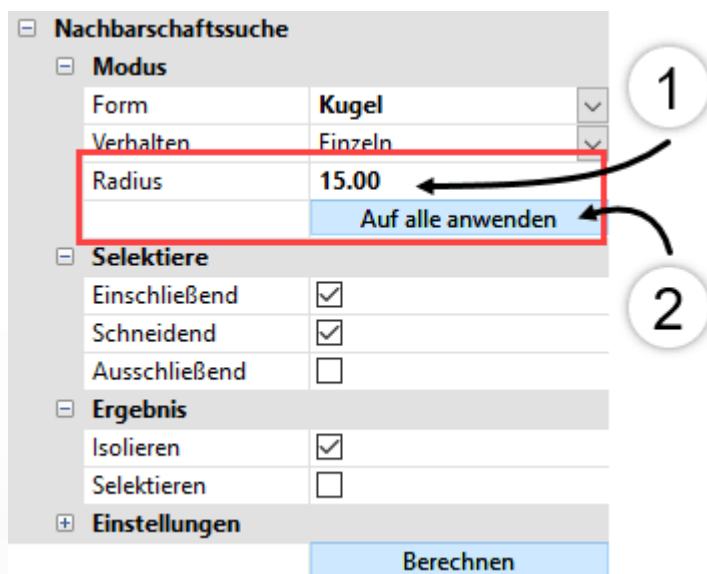 Nachbarschaftssuche
Modus
Form Kugel
Verhalten Einzeln
Radius 15.00
Auf alle anwenden
Selektiere
Einschließend
Schneidend
Ausschließend
Ergebnis
Isolieren
Selektieren
Einstellungen
Berechnen
1
2